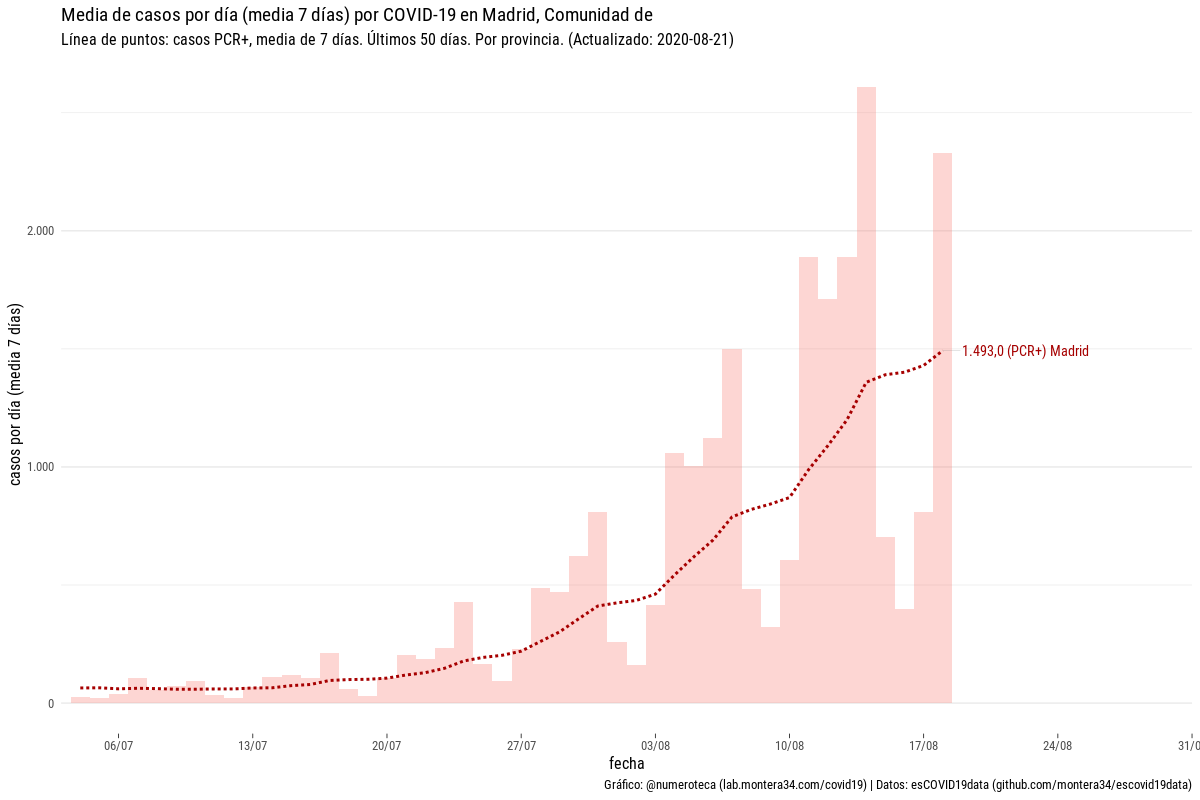 Media de casos por día (media 7 días) por COVID-19 en Madrid, Comunidad de
Línea de puntos: casos PCR+, media de 7 días. Últimos 50 días. Por provincia. (Actualizado: 2020-08-21)
casos por día (media 7 días)
2.000
1.000
0
1.493,0 (PCR+) Madrid
06/07
13/07
20/07
27/07
03/08
10/08
17/08
24/08
31/0
fecha
Gráfico: @numeroteca (lab.montera34.com/covid19) | Datos: esCOVID19data (github.com/montera34/escovid19data)